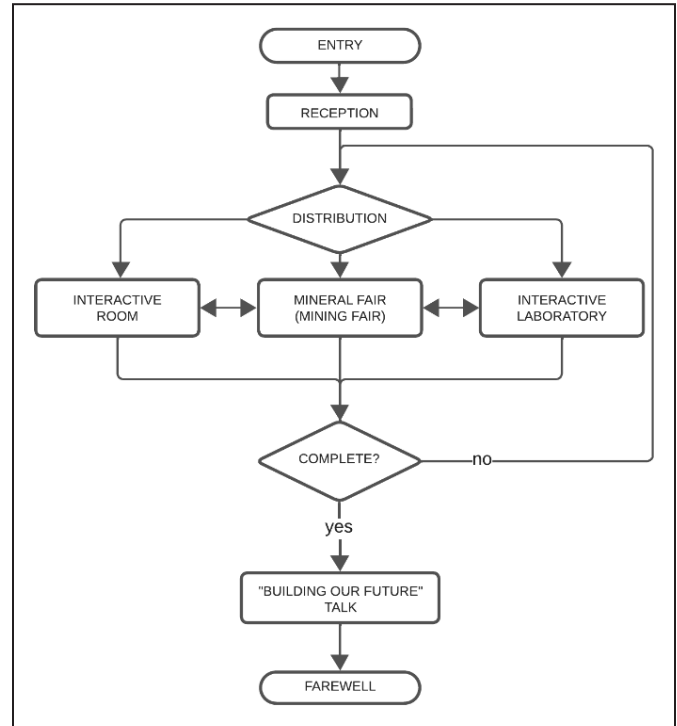 ENTRY
RECEPTION
DISTRIBUTION
INTERACTIVE
ROOM
MINERAL FAIR
(MINING FAIR)
INTERACTIVE
LABORATORY
COMPLETE?
no
yes
"BUILDING OUR FUTURE"
TALK
FAREWELL